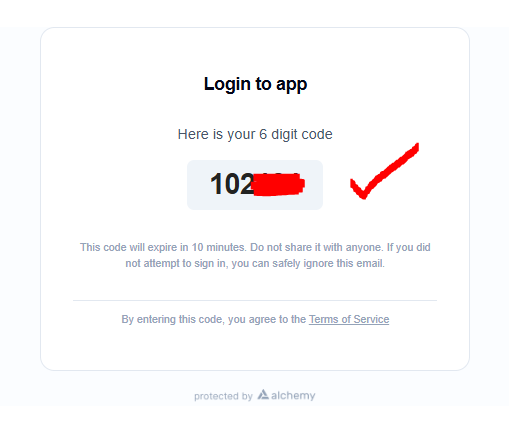 Login to app
Here is your 6 digit code
102
This code will expire in 10 minutes. Do not share it with anyone. If you did
not attempt to sign in, you can safely ignore this email.
By entering this code, you agree to the Terms of Service
protected by alchemy